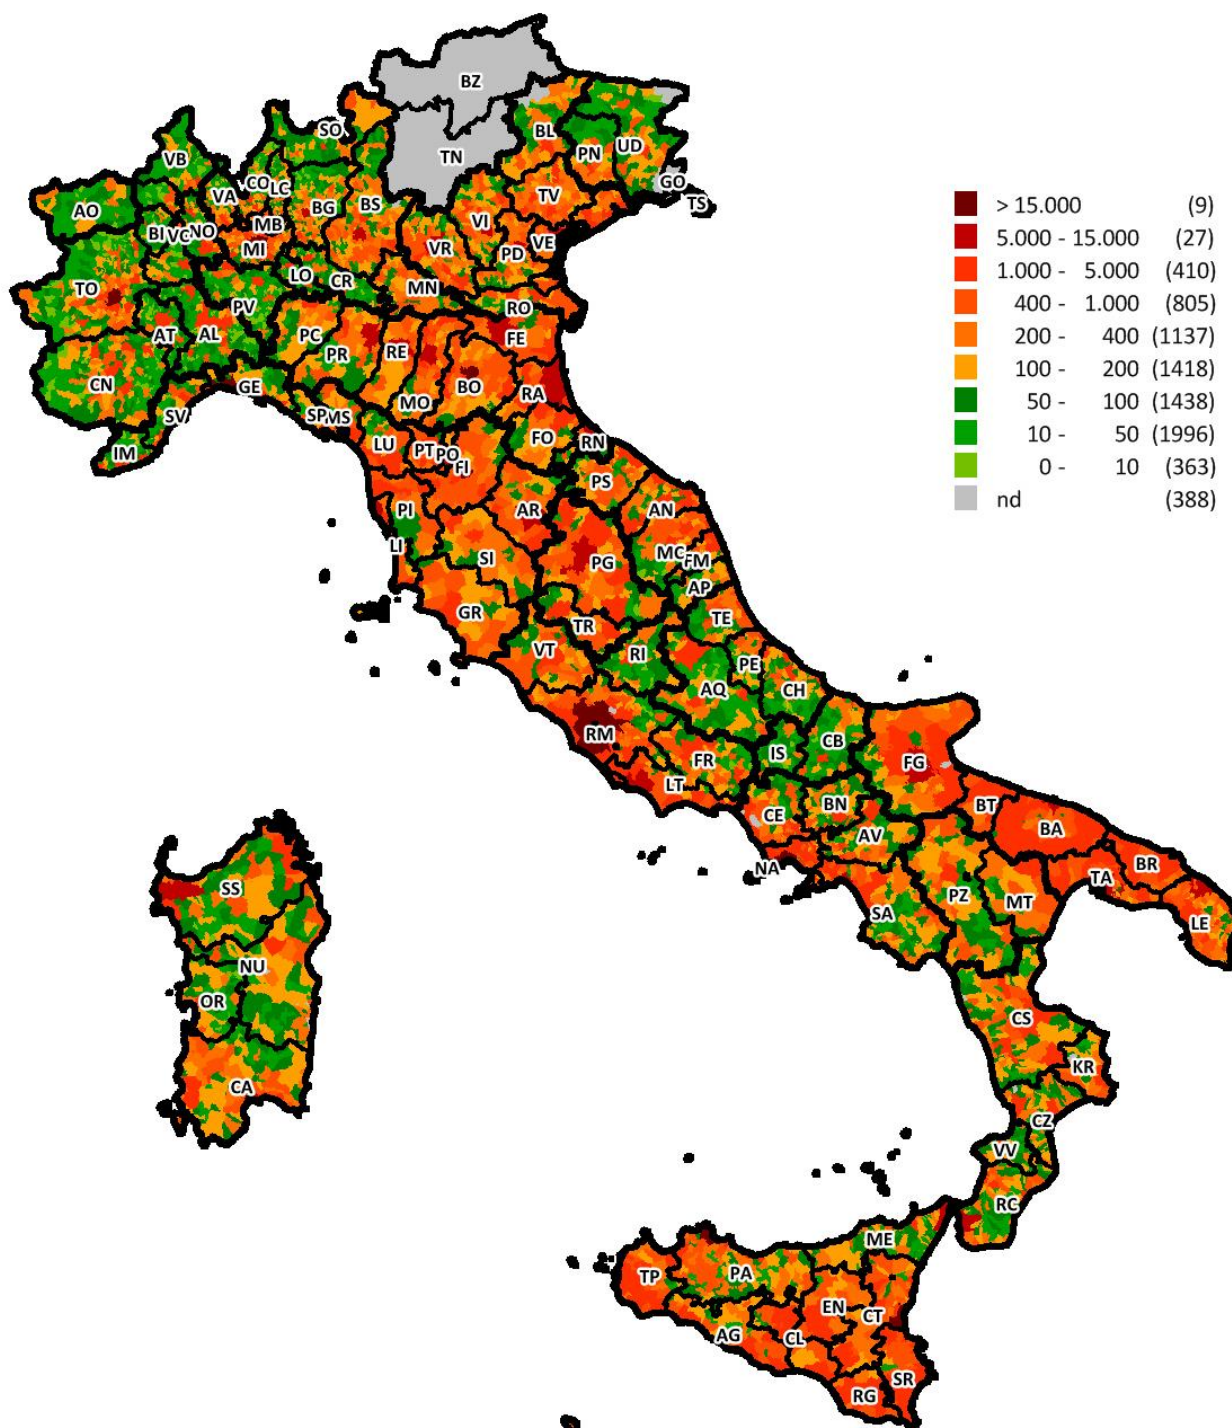 BZ
SO
BL
PN
UD
VB
TN
GO
TS
AO
VA
CO
LC
BG
BS
TV
VI
BI
VC
NO
MB
MI
VR
PD
VE
TO
LO
CR
MN
RO
PV
AT
AL
PC
PR
RE
FE
CN
GE
BO
MO
RA
SV
SP
MS
LU
PT
PO
FI
FO
RN
IM
PS
PI
AR
AN
LI
SI
PG
MC
FM
AP
GR
TR
TE
VT
RI
PE
AQ
CH
RM
IS
CB
FR
FG
LT
CE
BN
BT
AV
BA
NA
BR
TA
SA
PZ
MT
LE
SS
NU
OR
CS
CA
KR
CZ
VV
RC
ME
TP
PA
EN
CT
AG
CL
SR
RG
> 15.000 (9)
5.000 - 15.000 (27)
1.000 - 5.000 (410)
400 - 1.000 (805)
200 - 400 (1137)
100 - 200 (1418)
50 - 100 (1438)
10 - 50 (1996)
0 - 10 (363)
nd (388)